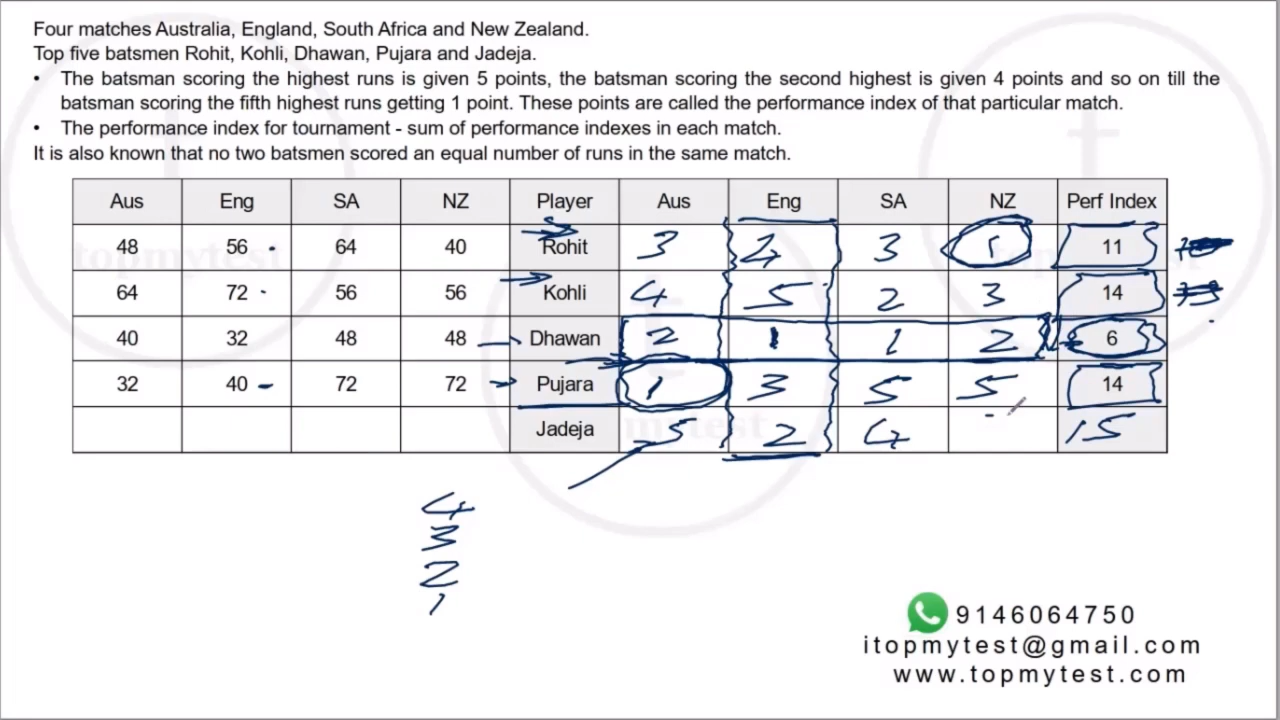 Four matches Australia, England, South Africa and New Zealand.
Top five batsmen Rohit, Kohli, Dhawan, Pujara and Jadeja.
• The batsman scoring the highest runs is given 5 points, the batsman scoring the second highest is given 4 points and so on till the
batsman scoring the fifth highest runs getting 1 point. These points are called the performance index of that particular match.
• The performance index for tournament - sum of performance indexes in each match.
It is also known that no two batsmen scored an equal number of runs in the same match.
Aus Eng SA NZ Player Aus Eng SA NZ Perf Index
48 56 64 40 Rohit 3 4 3 1 11
64 72 56 56 Kohli 4 5 2 3 14
40 32 48 48 Dhawan 2 1 1 2 6
32 40 72 72 Pujara 1 3 5 5 14
Jadeja 5 2 4 15
4
3
2
1
9146064750
itopmytest@gmail.com
www.topmytest.com